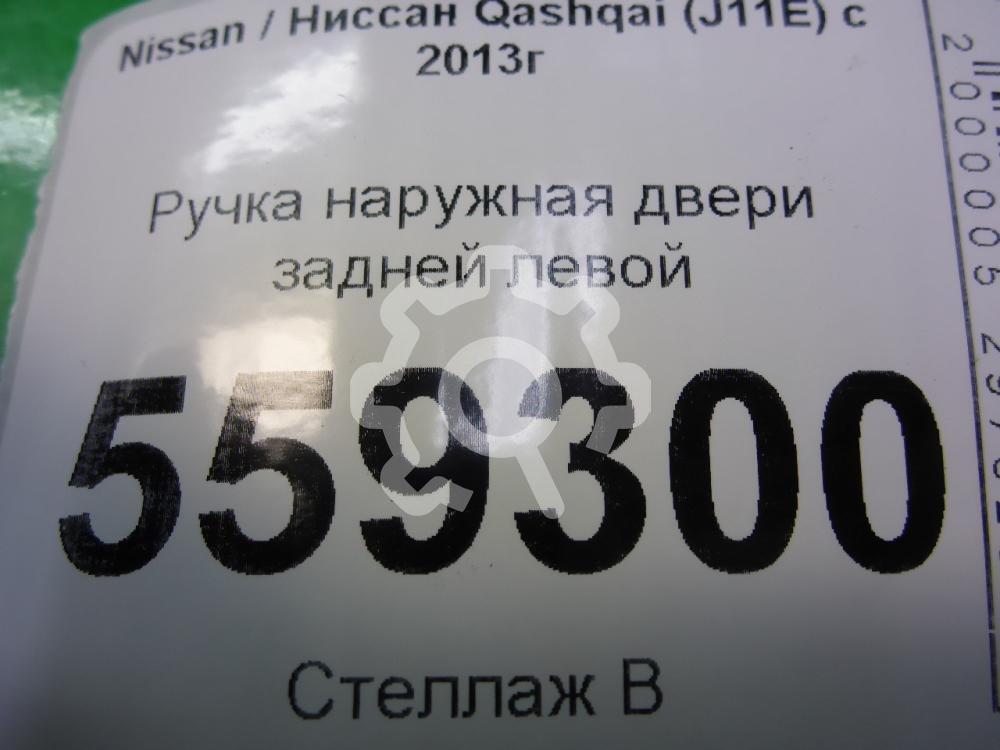 Nissan / Ниссан Qashqai (J11E) с
2013г
Ручка наружная двери
задней левой
559300
Стеллаж В